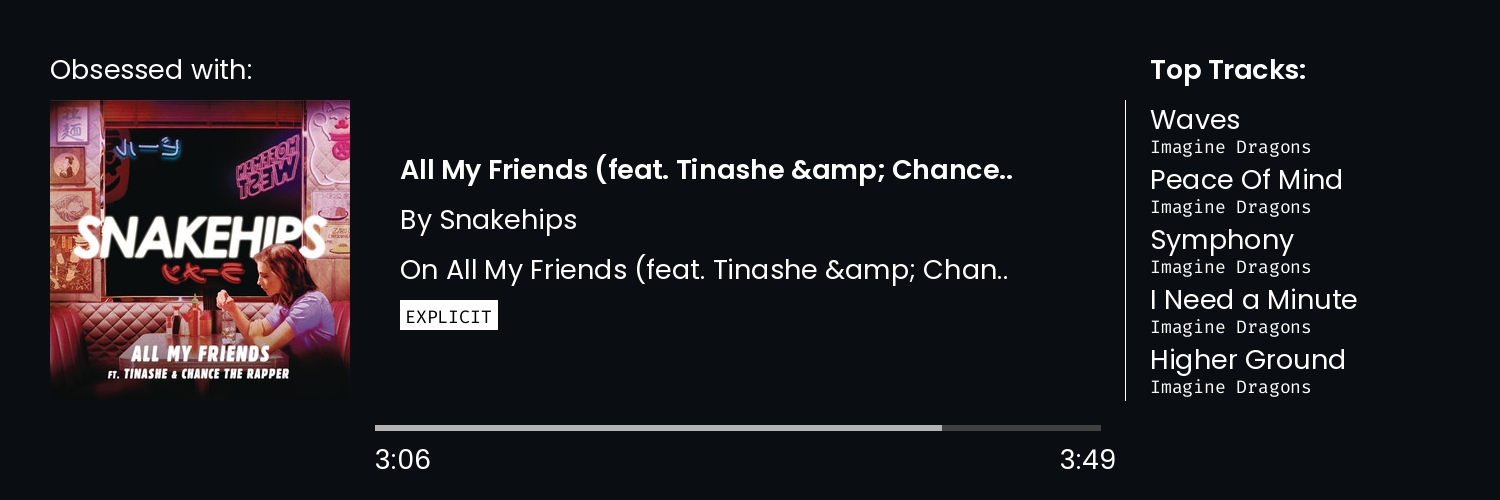 Obsessed with:
SNAKEHIPS
ALL MY FRIENDS
FT. TINASHE & CHANCE THE RAPPER
All My Friends (feat. Tinashe &amp; Chance..
By Snakehips
On All My Friends (feat. Tinashe &amp; Chan..
EXPLICIT
3:06
3:49
Top Tracks:
Waves
Imagine Dragons
Peace Of Mind
Imagine Dragons
Symphony
Imagine Dragons
I Need a Minute
Imagine Dragons
Higher Ground
Imagine Dragons